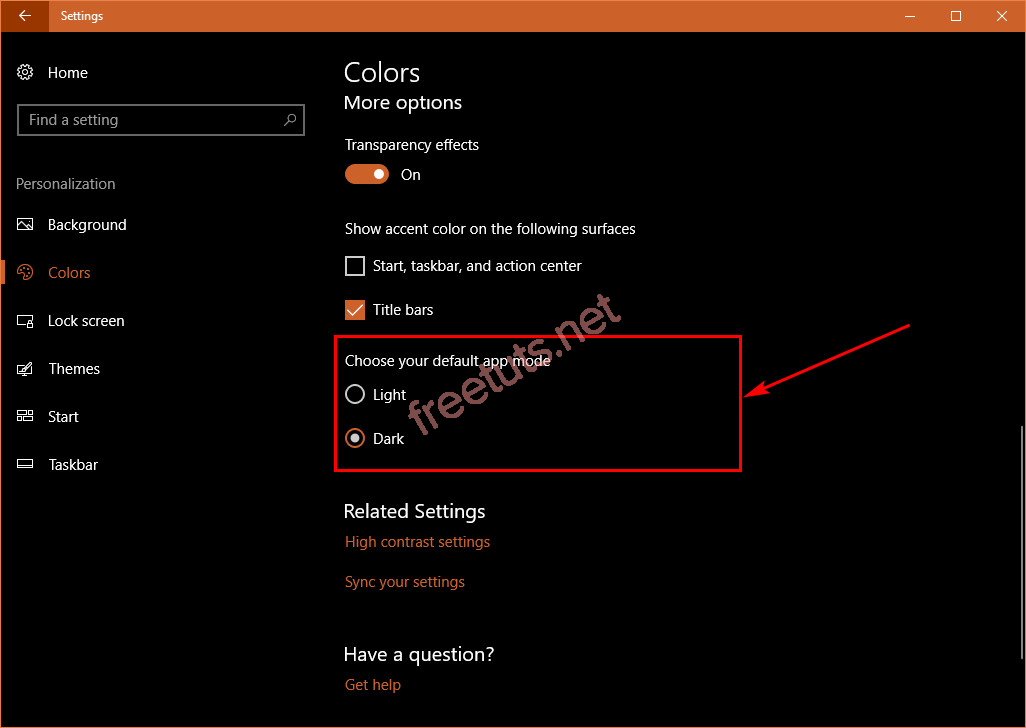 Settings
Home
Find a setting
Personalization
Background
Colors
Lock screen
Themes
Start
Taskbar
Colors
More options
Transparency effects
On
Show accent color on the following surfaces
Start, taskbar, and action center
Title bars
Choose your default app mode
Light
Dark
freetuts.net
Related Settings
High contrast settings
Sync your settings
Have a question?
Get help